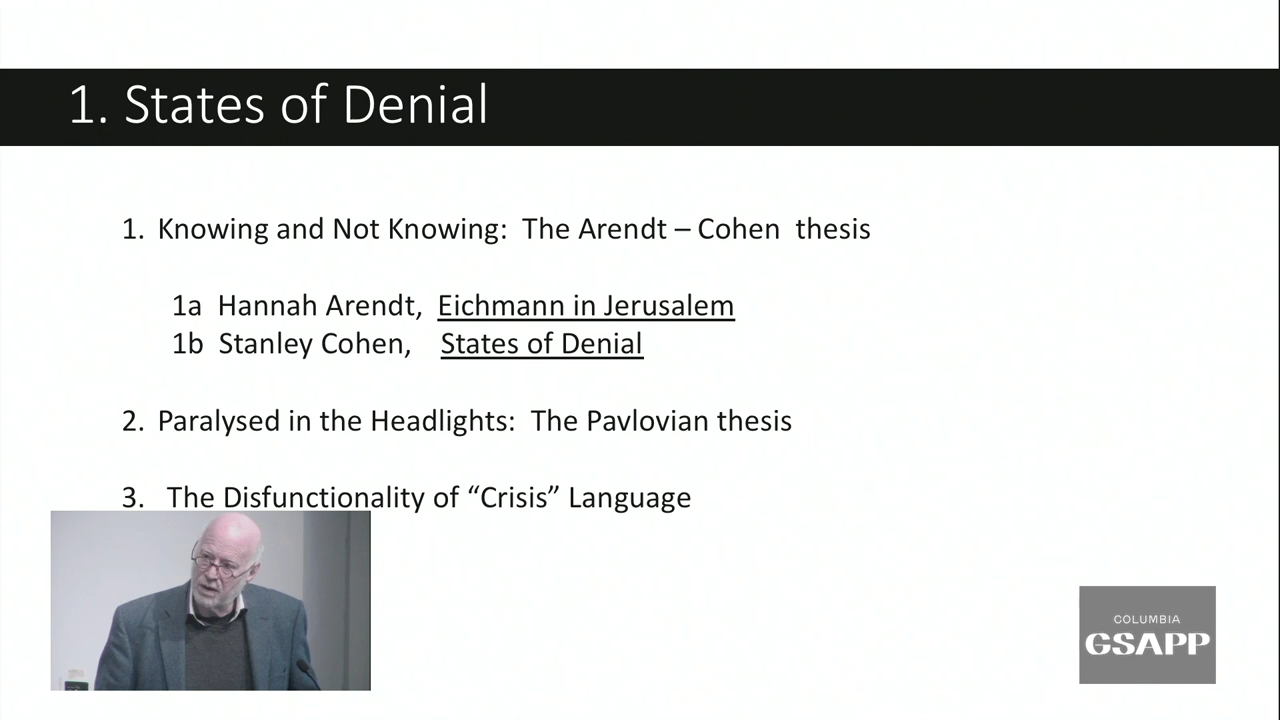 1. States of Denial
1. Knowing and Not Knowing: The Arendt – Cohen thesis
1a Hannah Arendt, Eichmann in Jerusalem
1b Stanley Cohen, States of Denial
2. Paralysed in the Headlights: The Pavlovian thesis
3. The Disfunctionality of “Crisis” Language
COLUMBIA
GSAPP